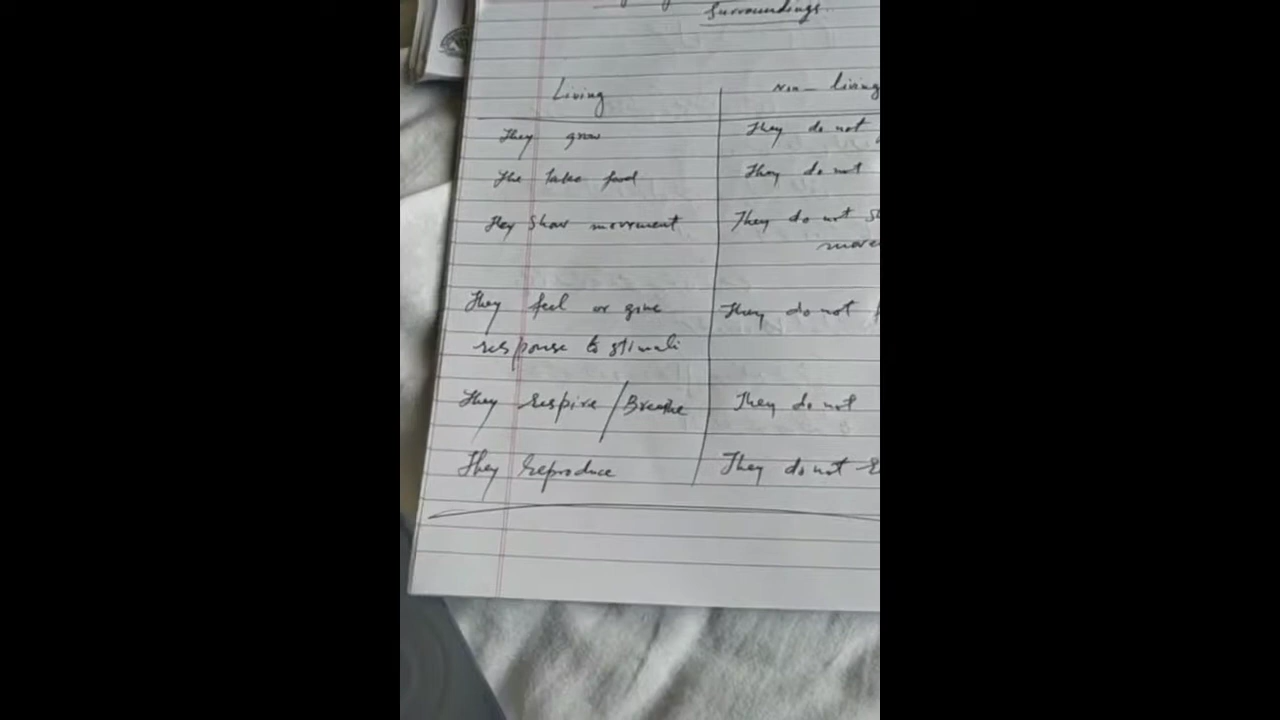 Surroundings
Living
Non - living
They grow
They do not
The take food
They do not
They show movement
They do not
They feel or give
They do not
response to stimuli
They respire / Breathe
They do not
They reproduce
They do not